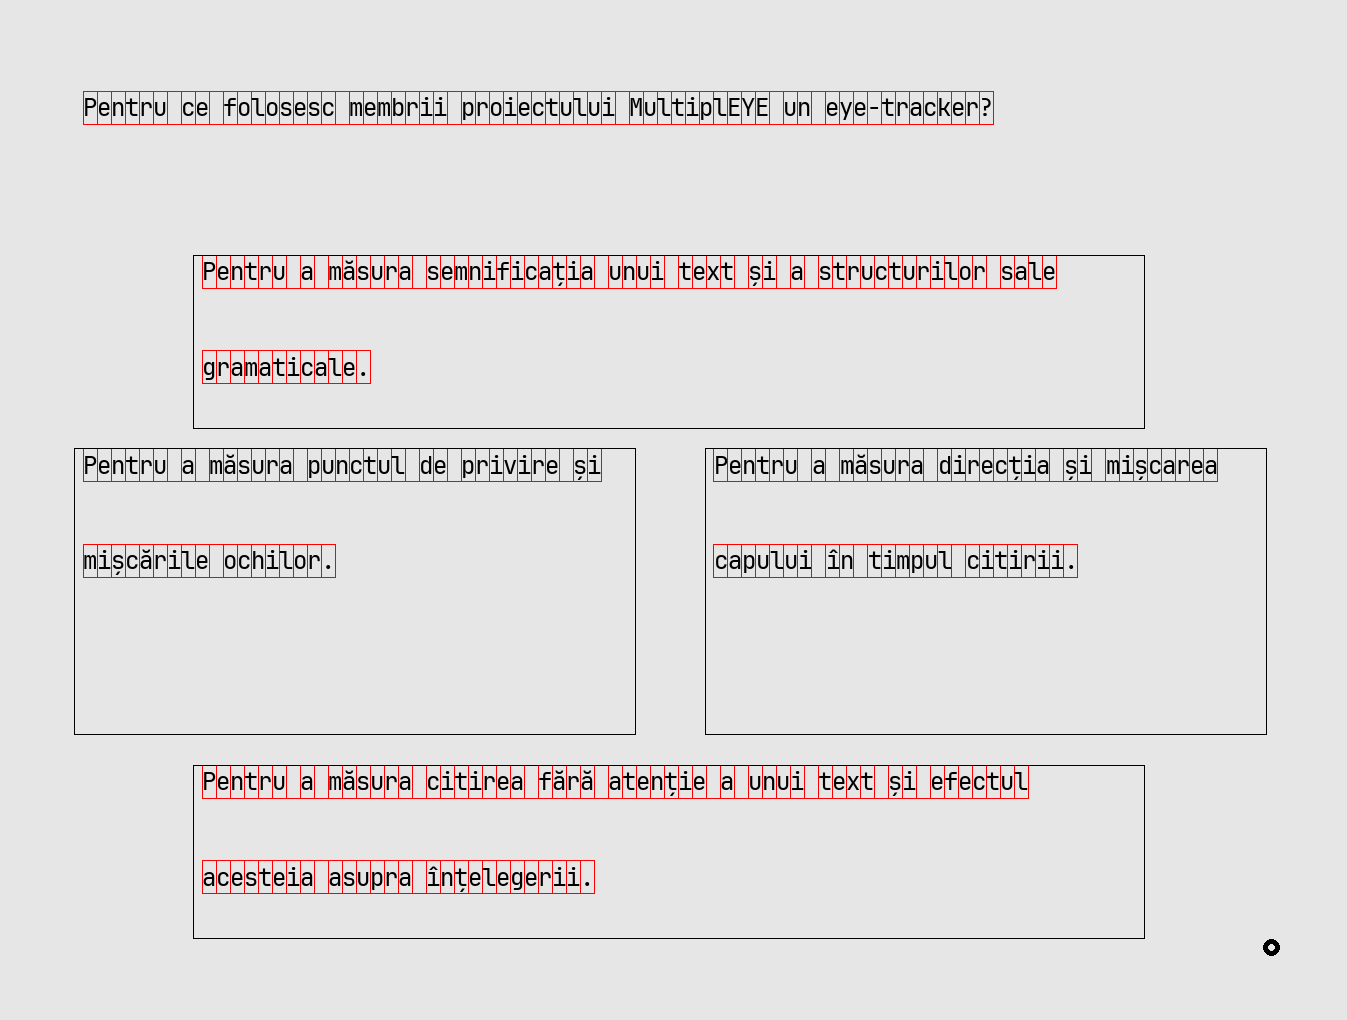 Pentru ce folosesc membrii proiectului MultiplEYE un eye-tracker?
Pentru a măsura semnificația unui text și a structurilor sale
gramaticale.
Pentru a măsura punctul de privire și
mișcările ochilor.
Pentru a măsura direcția și mișcarea
capului în timpul citirii.
Pentru a măsura citirea fără atenție a unui text și efectul
acesteia asupra înțelegerii.